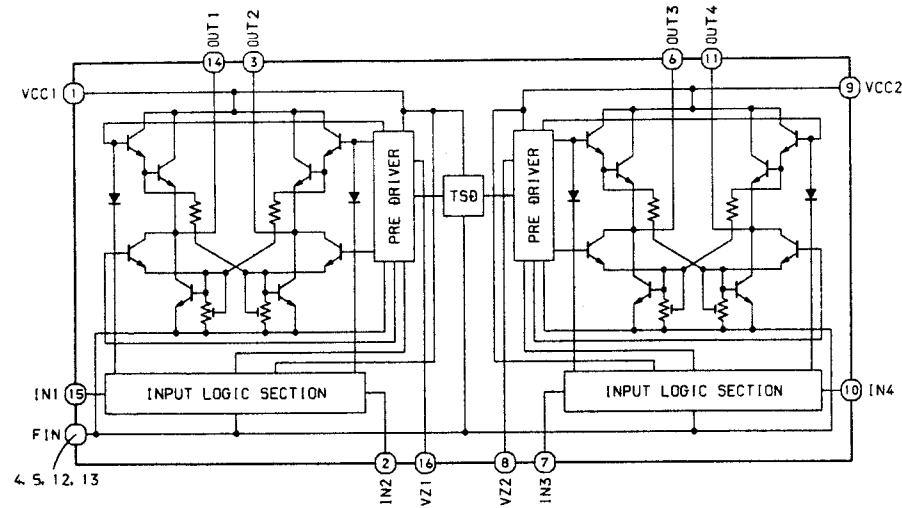 OUT1
OUT2
OUT3
OUT4
14
3
6
11
VCC1
1
9
VCC2
PRE DRIVER
TSD
PRE DRIVER
IN1
15
INPUT LOGIC SECTION
INPUT LOGIC SECTION
10
IN4
FIN
4, 5, 12, 13
2
16
8
7
IN2
VZ1
VZ2
IN3